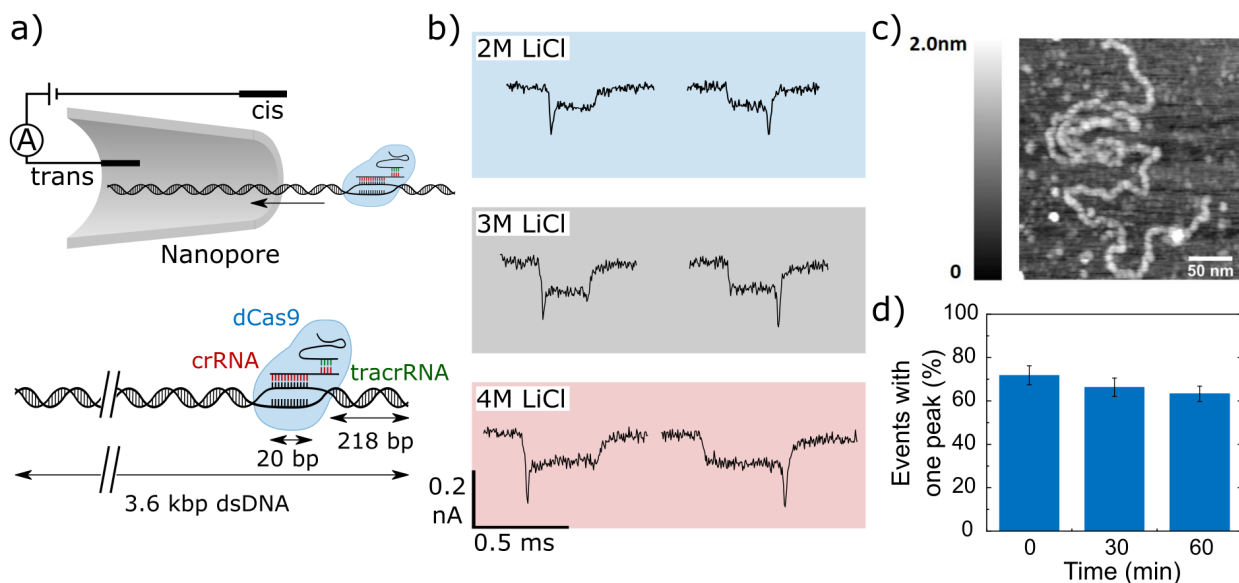 a)
A
cis
trans
Nanopore
dCas9
crRNA
tracrRNA
218 bp
20 bp
3.6 kbp dsDNA
b)
2M LiCl
3M LiCl
4M LiCl
0.2
nA
0.5 ms
c)
2.0nm
0
50 nm
d)
Events with
one peak (%)
100
80
60
40
20
0
0 30 60
Time (min)